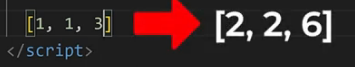 [1, 1, 3] [2, 2, 6]
</script>